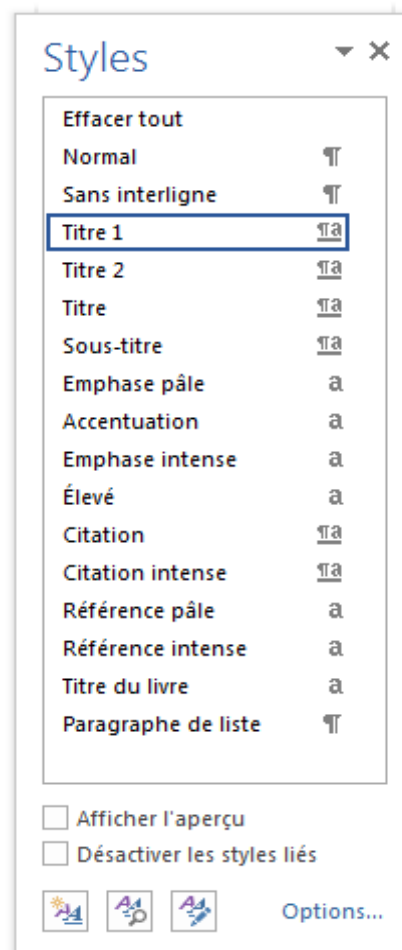 Styles
Effacer tout
Normal ¶
Sans interligne ¶
Titre 1 ¶a
Titre 2 ¶a
Titre ¶a
Sous-titre ¶a
Emphase pâle a
Accentuation a
Emphase intense a
Élevé a
Citation ¶a
Citation intense ¶a
Référence pâle a
Référence intense a
Titre du livre a
Paragraphe de liste ¶
Afficher l'aperçu
Désactiver les styles liés
Options...